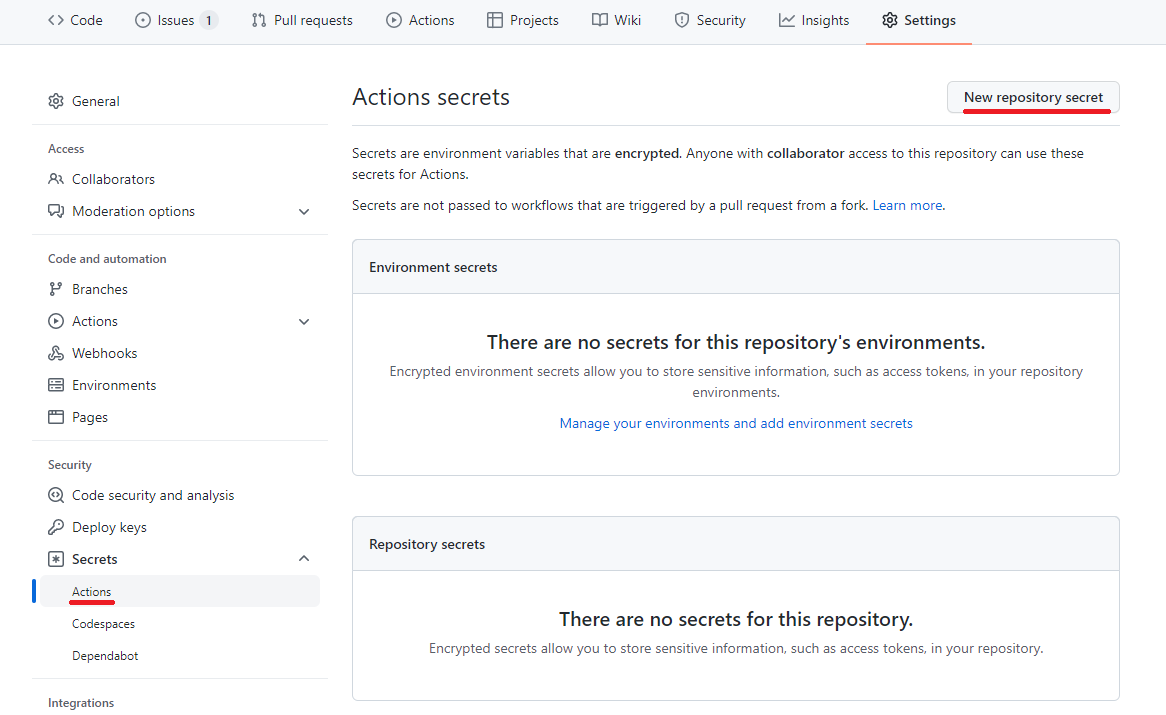 Code Issues 1 Pull requests Actions Projects Wiki Security Insights Settings
General
Access
Collaborators
Moderation options
Code and automation
Branches
Actions
Webhooks
Environments
Pages
Security
Code security and analysis
Deploy keys
Secrets
Actions
Codespaces
Dependabot
Integrations
Actions secrets
New repository secret
Secrets are environment variables that are encrypted. Anyone with collaborator access to this repository can use these
secrets for Actions.
Secrets are not passed to workflows that are triggered by a pull request from a fork. Learn more.
Environment secrets
There are no secrets for this repository's environments.
Encrypted environment secrets allow you to store sensitive information, such as access tokens, in your repository
environments.
Manage your environments and add environment secrets
Repository secrets
There are no secrets for this repository.
Encrypted secrets allow you to store sensitive information, such as access tokens, in your repository.